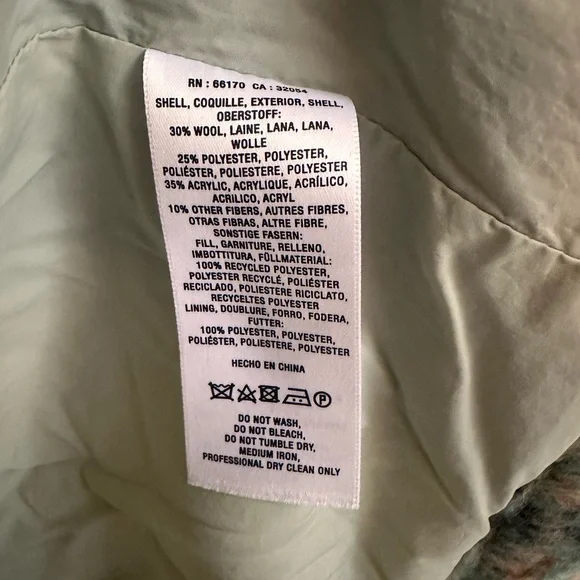 RN : 66170 CA : 32054
SHELL, COQUILLE, EXTERIOR, SHELL,
OBERSTOFF:
30% WOOL, LAINE, LANA, LANA,
WOLLE
25% POLYESTER, POLYESTER,
POLIÉSTER, POLIESTERE, POLYESTER
35% ACRYLIC, ACRYLIQUE, ACRÍLICO,
ACRILICO, ACRYL
10% OTHER FIBERS, AUTRES FIBRES,
OTRAS FIBRAS, ALTRE FIBRE,
SONSTIGE FASERN:
FILL, GARNITURE, RELLENO,
IMBOTTITURA, FÜLLMATERIAL:
100% RECYCLED POLYESTER,
POLYESTER RECYCLÉ, POLIÉSTER
RECICLADO, POLIESTERE RICICLATO,
RECYCELTES POLYESTER
LINING, DOUBLURE, FORRO, FODERA,
FUTTER:
100% POLYESTER, POLYESTER,
POLIÉSTER, POLIESTERE, POLYESTER
HECHO EN CHINA
P
DO NOT WASH,
DO NOT BLEACH,
DO NOT TUMBLE DRY,
MEDIUM IRON,
PROFESSIONAL DRY CLEAN ONLY